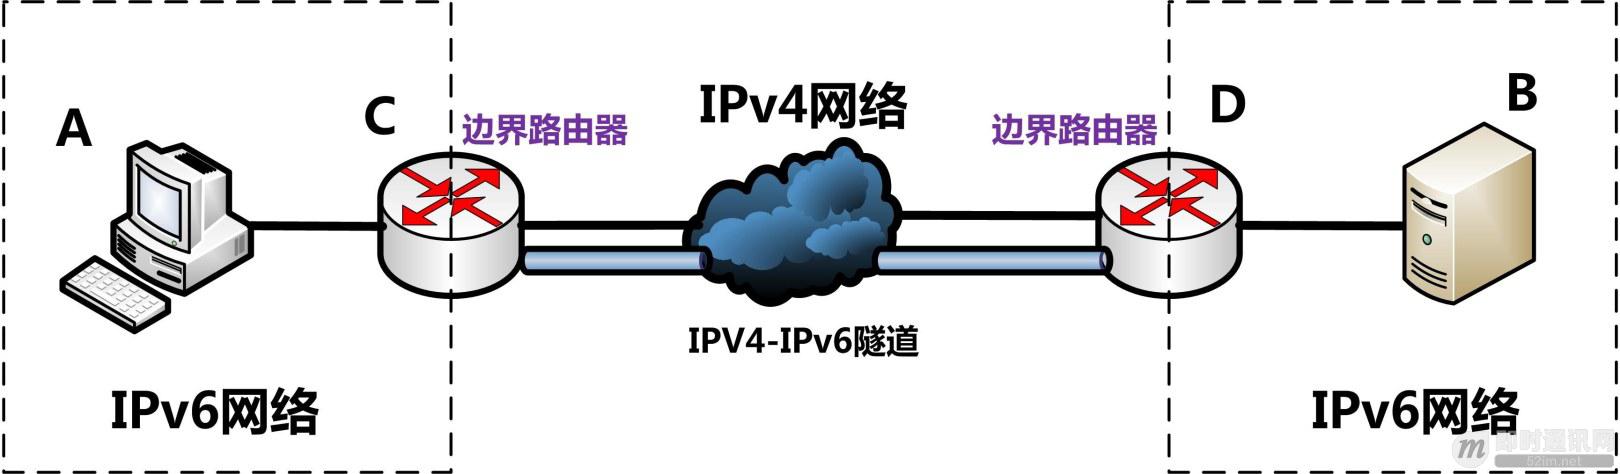 IPv4网络
B
D
C
A
边界路由器
边界路由器
IPV4-IPv6隧道
IPv6网络
IPv6网络
即时通讯网
52im.net